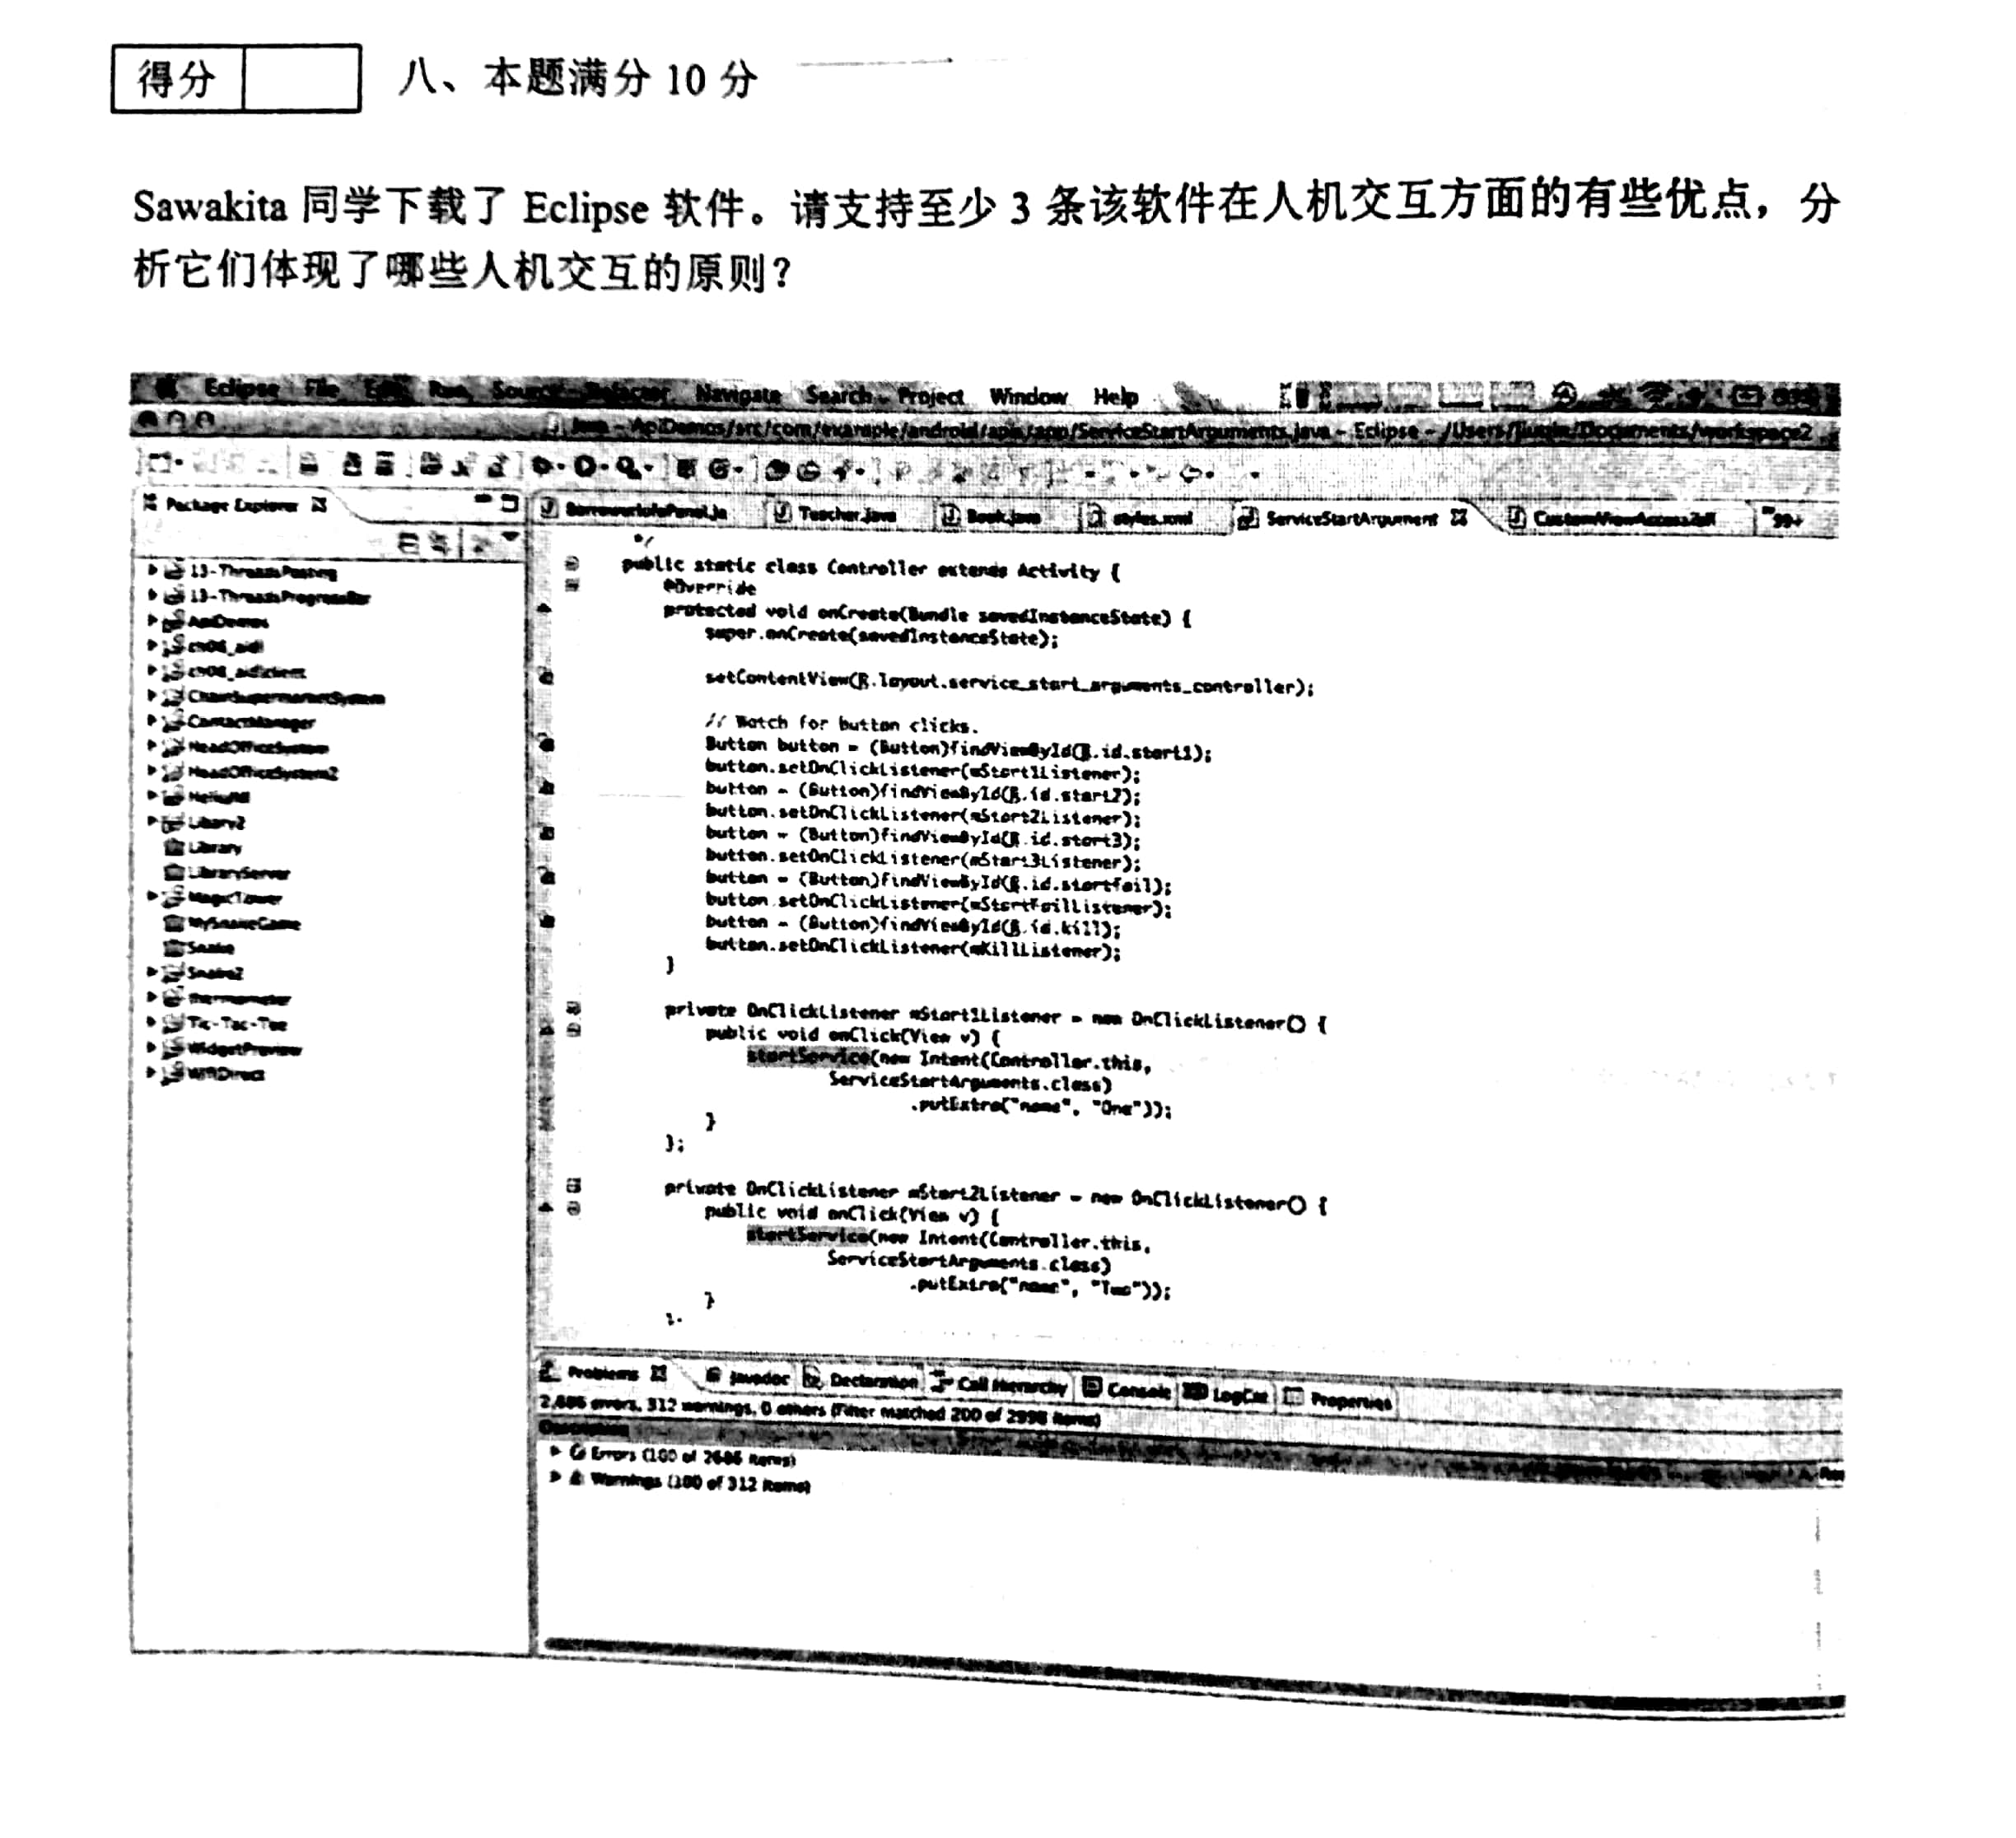 得分
八、本题满分 10 分
Sawakita 同学下载了 Eclipse 软件。请支持至少 3 条该软件在人机交互方面的有些优点，分
析它们体现了哪些人机交互的原则？
Eclipse File Edit Run Source Refactor Navigate Search Project Window Help
Java - ApiDemos/src/com/example/android/apis/app/ServiceStartArguments.java - Eclipse - /Users/ /Documents/workspace2
Package Explorer
Teacher.java Book.java styles.xml ServiceStartArgument 99+
13-ThreadsPosting
13-ThreadsProgressBar
ApiDemos
ch08_aidl
ch08_aidlclient
ChainSupermarketSystem
ContactManager
HeadOfficeSystem
HeadOfficeSystem2
Library2
Library
LibraryServer
MagicTower
MySnakeGame
Snake
Snake2
thermometer
Tic-Tac-Toe
WidgetPreview
WiFiDirect
*/
public static class Controller extends Activity {
@Override
protected void onCreate(Bundle savedInstanceState) {
super.onCreate(savedInstanceState);
setContentView(R.layout.service_start_arguments_controller);
// Watch for button clicks.
Button button = (Button)findViewById(R.id.start1);
button.setOnClickListener(mStart1Listener);
button = (Button)findViewById(R.id.start2);
button.setOnClickListener(mStart2Listener);
button = (Button)findViewById(R.id.start3);
button.setOnClickListener(mStart3Listener);
button = (Button)findViewById(R.id.startfail);
button.setOnClickListener(mStartFailListener);
button = (Button)findViewById(R.id.kill);
button.setOnClickListener(mKillListener);
}
private OnClickListener mStart1Listener = new OnClickListener() {
public void onClick(View v) {
startService(new Intent(Controller.this,
ServiceStartArguments.class)
.putExtra("name", "One"));
}
};
private OnClickListener mStart2Listener = new OnClickListener() {
public void onClick(View v) {
startService(new Intent(Controller.this,
ServiceStartArguments.class)
.putExtra("name", "Two"));
}
Problems Javadoc Declaration Call Hierarchy Console LogCat Properties
2,686 errors, 312 warnings, 0 others (Filter matched 200 of 2998 items)
Description
Errors (100 of 2686 items)
Warnings (100 of 312 items)